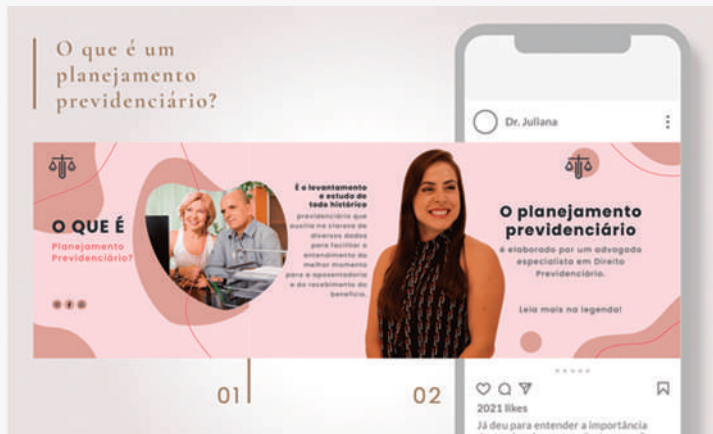 O que é um
planejamento
previdenciário?
Dr. Juliana
O QUE É
Planejamento
Previdenciário?
É o levantamento
e estudo de
todo histórico
previdenciário que
auxilia na clareza de
diversos dados
para facilitar o
entendimento do
melhor momento
para a aposentadoria
e do recebimento do
benefício.
O planejamento
previdenciário
é elaborado por um advogado
especialista em Direito
Previdenciário.
Leia mais na legenda!
01
02
2021 likes
Já deu para entender a importância